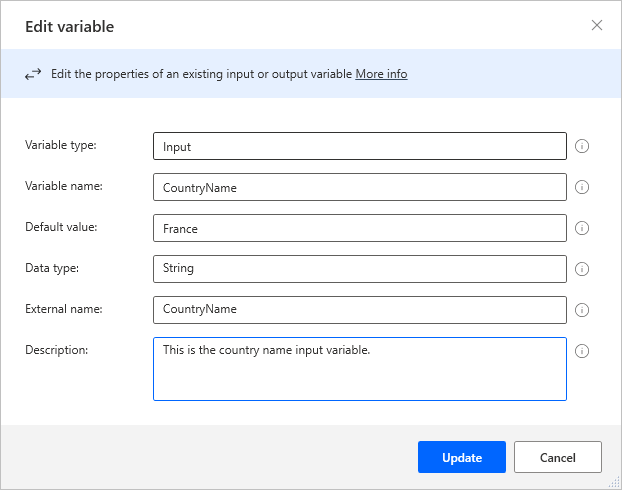 Edit variable
Edit the properties of an existing input or output variable More info
Variable type: Input
Variable name: CountryName
Default value: France
Data type: String
External name: CountryName
Description: This is the country name input variable.
Update Cancel